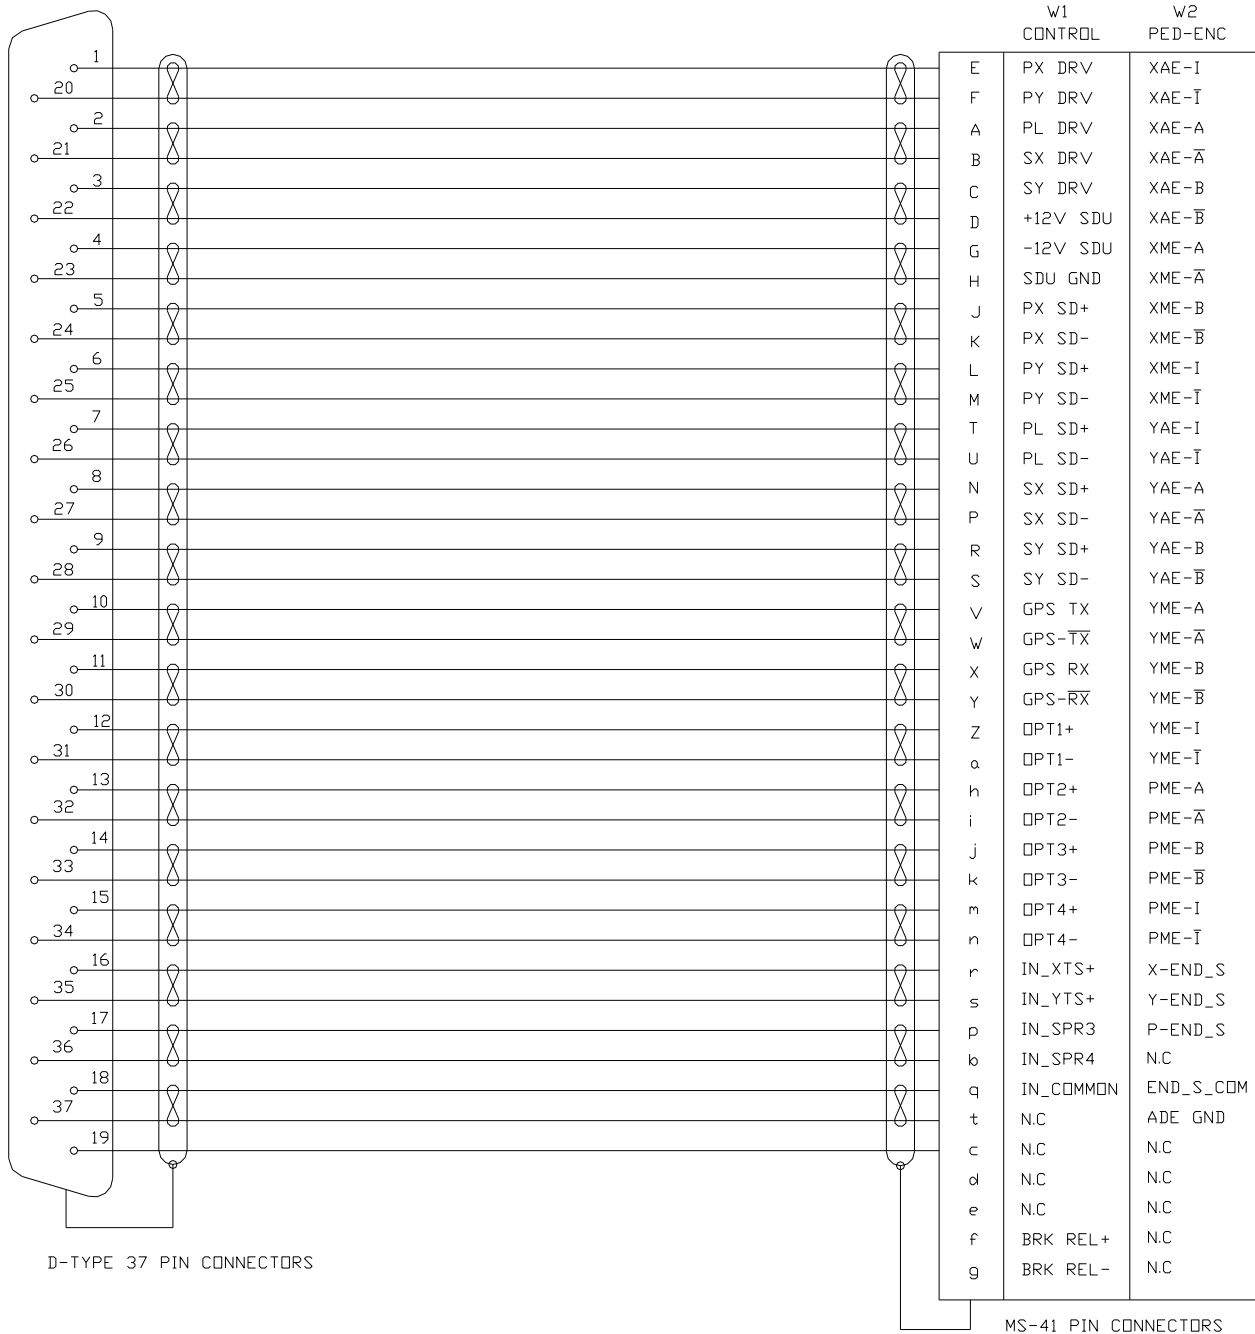 W1 W2
CONTROL PED-ENC
1 E PX DRV XAE-I
20 F PY DRV XAE-I̅
2 A PL DRV XAE-A
21 B SX DRV XAE-A̅
3 C SY DRV XAE-B
22 D +12V SDU XAE-B̅
4 G -12V SDU XME-A
23 H SDU GND XME-A̅
5 J PX SD+ XME-B
24 K PX SD- XME-B̅
6 L PY SD+ XME-I
25 M PY SD- XME-I̅
7 T PL SD+ YAE-I
26 U PL SD- YAE-I̅
8 N SX SD+ YAE-A
27 P SX SD- YAE-A̅
9 R SY SD+ YAE-B
28 S SY SD- YAE-B̅
10 V GPS TX YME-A
29 W GPS-T̅X̅ YME-A̅
11 X GPS RX YME-B
30 Y GPS-R̅X̅ YME-B̅
12 Z OPT1+ YME-I
31 a OPT1- YME-I̅
13 h OPT2+ PME-A
32 i OPT2- PME-A̅
14 j OPT3+ PME-B
33 k OPT3- PME-B̅
15 m OPT4+ PME-I
34 n OPT4- PME-I̅
16 r IN_XTS+ X-END_S
35 s IN_YTS+ Y-END_S
17 p IN_SPR3 P-END_S
36 b IN_SPR4 N.C
18 q IN_COMMON END_S_COM
37 t N.C ADE GND
19 c N.C N.C
d N.C N.C
e N.C N.C
f BRK REL+ N.C
g BRK REL- N.C
D-TYPE 37 PIN CONNECTORS
MS-41 PIN CONNECTORS